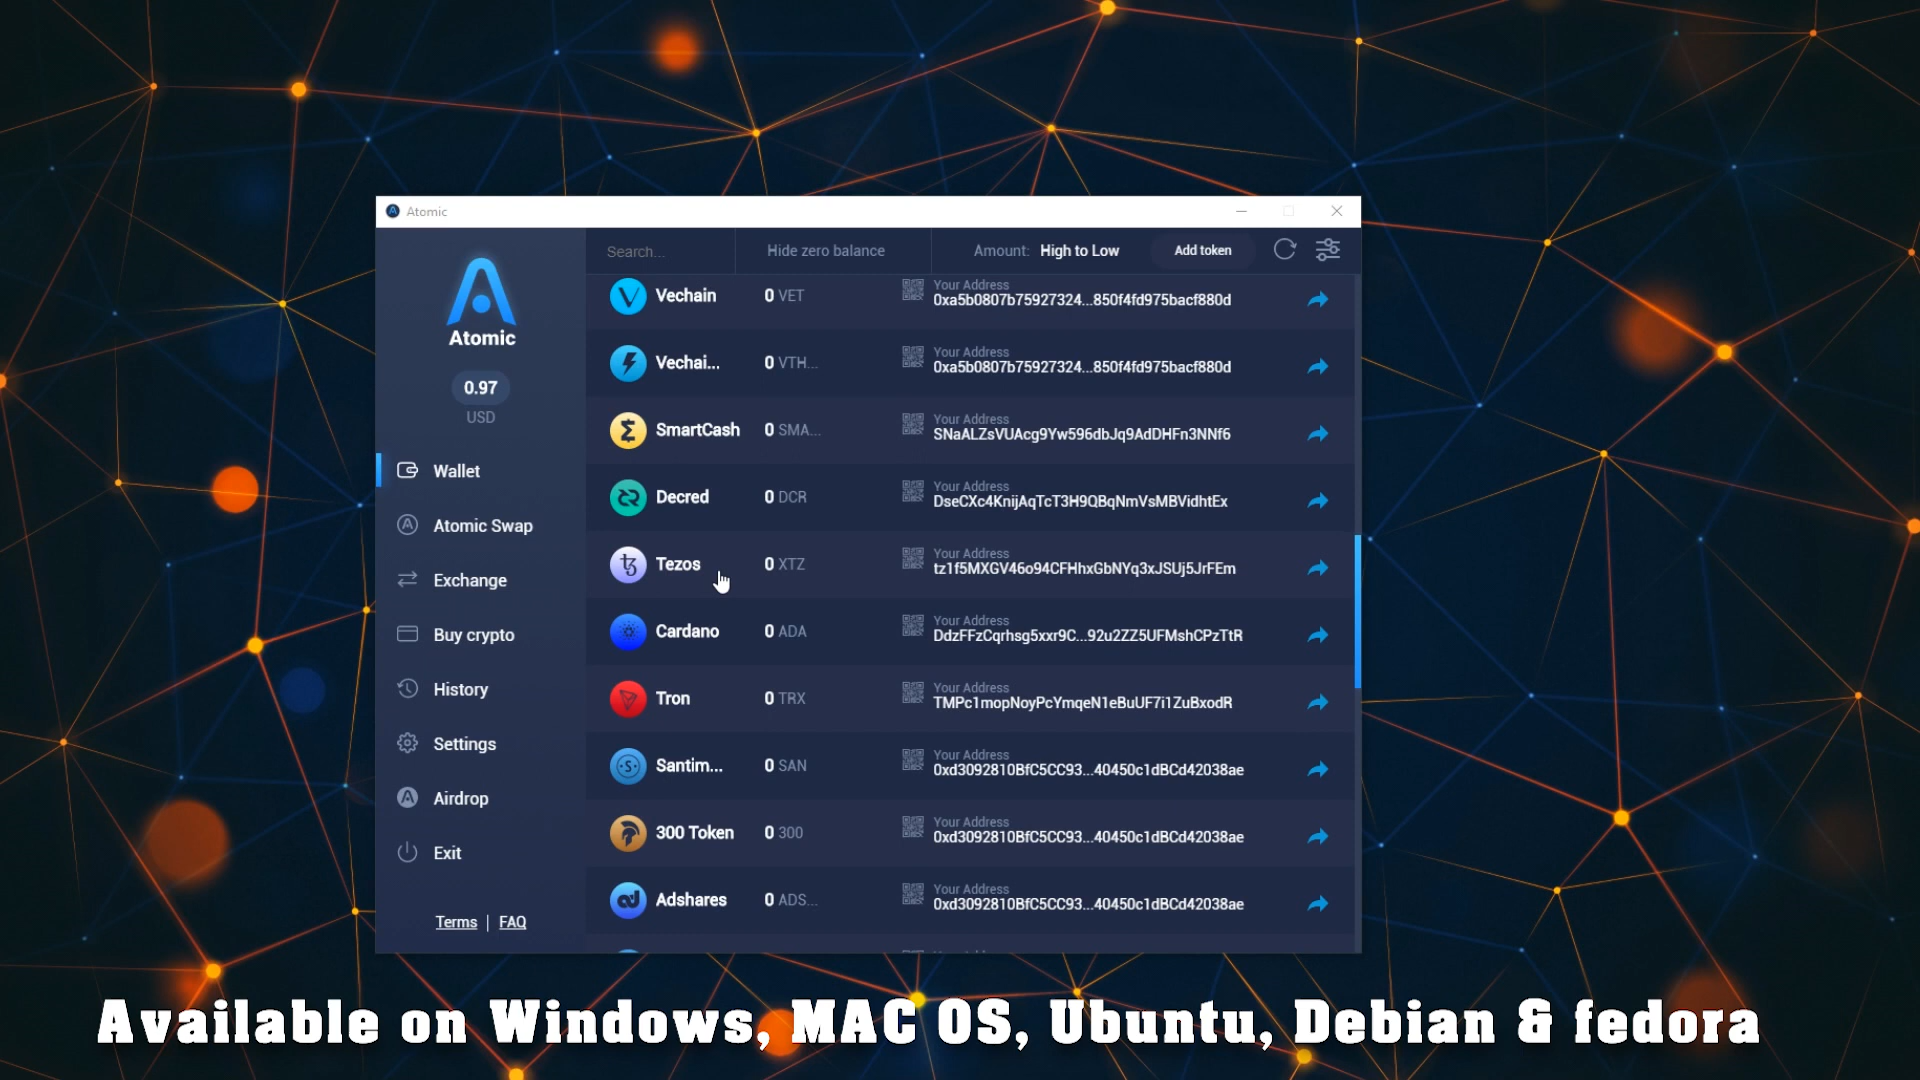 Atomic
Search...
Hide zero balance
Amount: High to Low
Add token
Atomic
0.97
USD
Wallet
Atomic Swap
Exchange
Buy crypto
History
Settings
Airdrop
Exit
Terms | FAQ
Vechain 0 VET Your Address
0xa5b0807b75927324...850f4fd975bacf880d
Vechai... 0 VTH... Your Address
0xa5b0807b75927324...850f4fd975bacf880d
SmartCash 0 SMA... Your Address
SNaALZsVUAcg9Yw596dbJq9AdDHFn3NNf6
Decred 0 DCR Your Address
DseCXc4KnijAqTcT3H9QBqNmVsMBVidhtEx
Tezos 0 XTZ Your Address
tz1f5MXGV46o94CFHhxGbNYq3xJSUj5JrFEm
Cardano 0 ADA Your Address
DdzFFzCqrhsg5xxr9C...92u2ZZ5UFMshCPzTtR
Tron 0 TRX Your Address
TMPc1mopNoyPcYmqeN1eBuUF7i1ZuBxodR
Santim... 0 SAN Your Address
0xd3092810BfC5CC93...40450c1dBCd42038ae
300 Token 0 300 Your Address
0xd3092810BfC5CC93...40450c1dBCd42038ae
Adshares 0 ADS... Your Address
0xd3092810BfC5CC93...40450c1dBCd42038ae
Available on Windows, MAC OS, Ubuntu, Debian & fedora